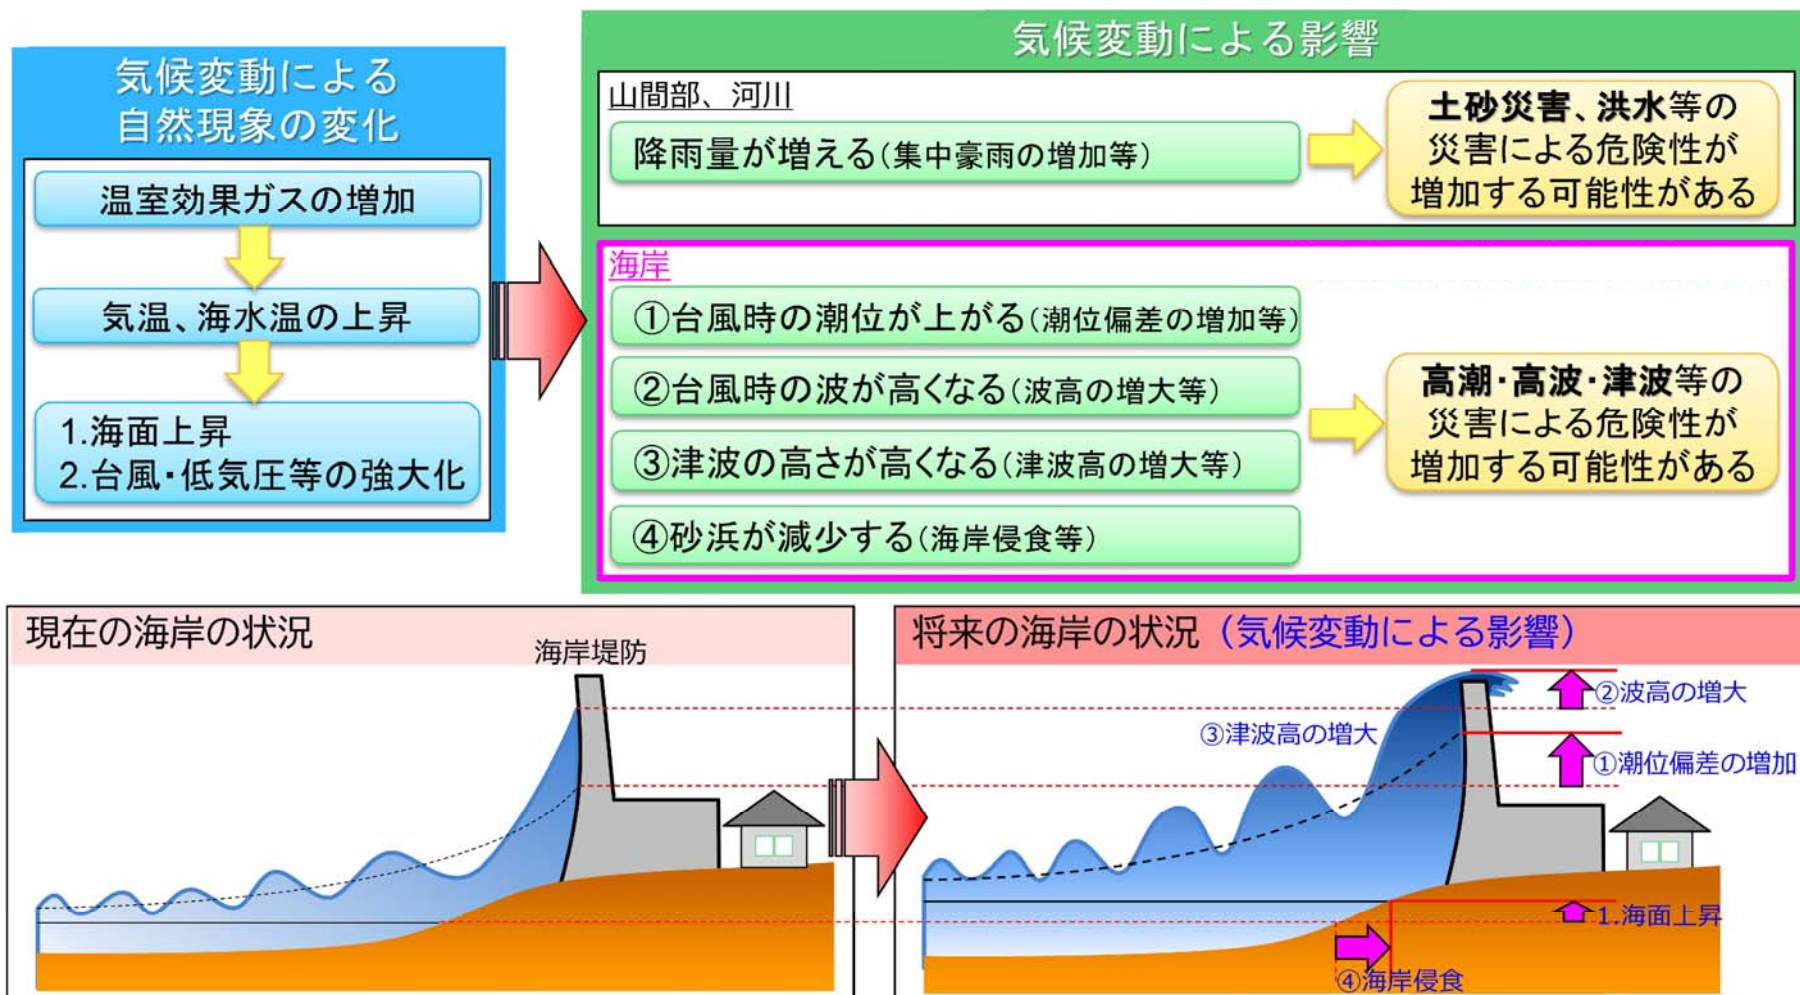 気候変動による
自然現象の変化
温室効果ガスの増加
気温、海水温の上昇
1.海面上昇
2.台風・低気圧等の強大化
気候変動による影響
山間部、河川
降雨量が増える(集中豪雨の増加等)
土砂災害、洪水等の
災害による危険性が
増加する可能性がある
海岸
①台風時の潮位が上がる(潮位偏差の増加等)
②台風時の波が高くなる(波高の増大等)
③津波の高さが高くなる(津波高の増大等)
④砂浜が減少する(海岸侵食等)
高潮・高波・津波等の
災害による危険性が
増加する可能性がある
現在の海岸の状況
海岸堤防
将来の海岸の状況(気候変動による影響)
②波高の増大
③津波高の増大
①潮位偏差の増加
1.海面上昇
④海岸侵食